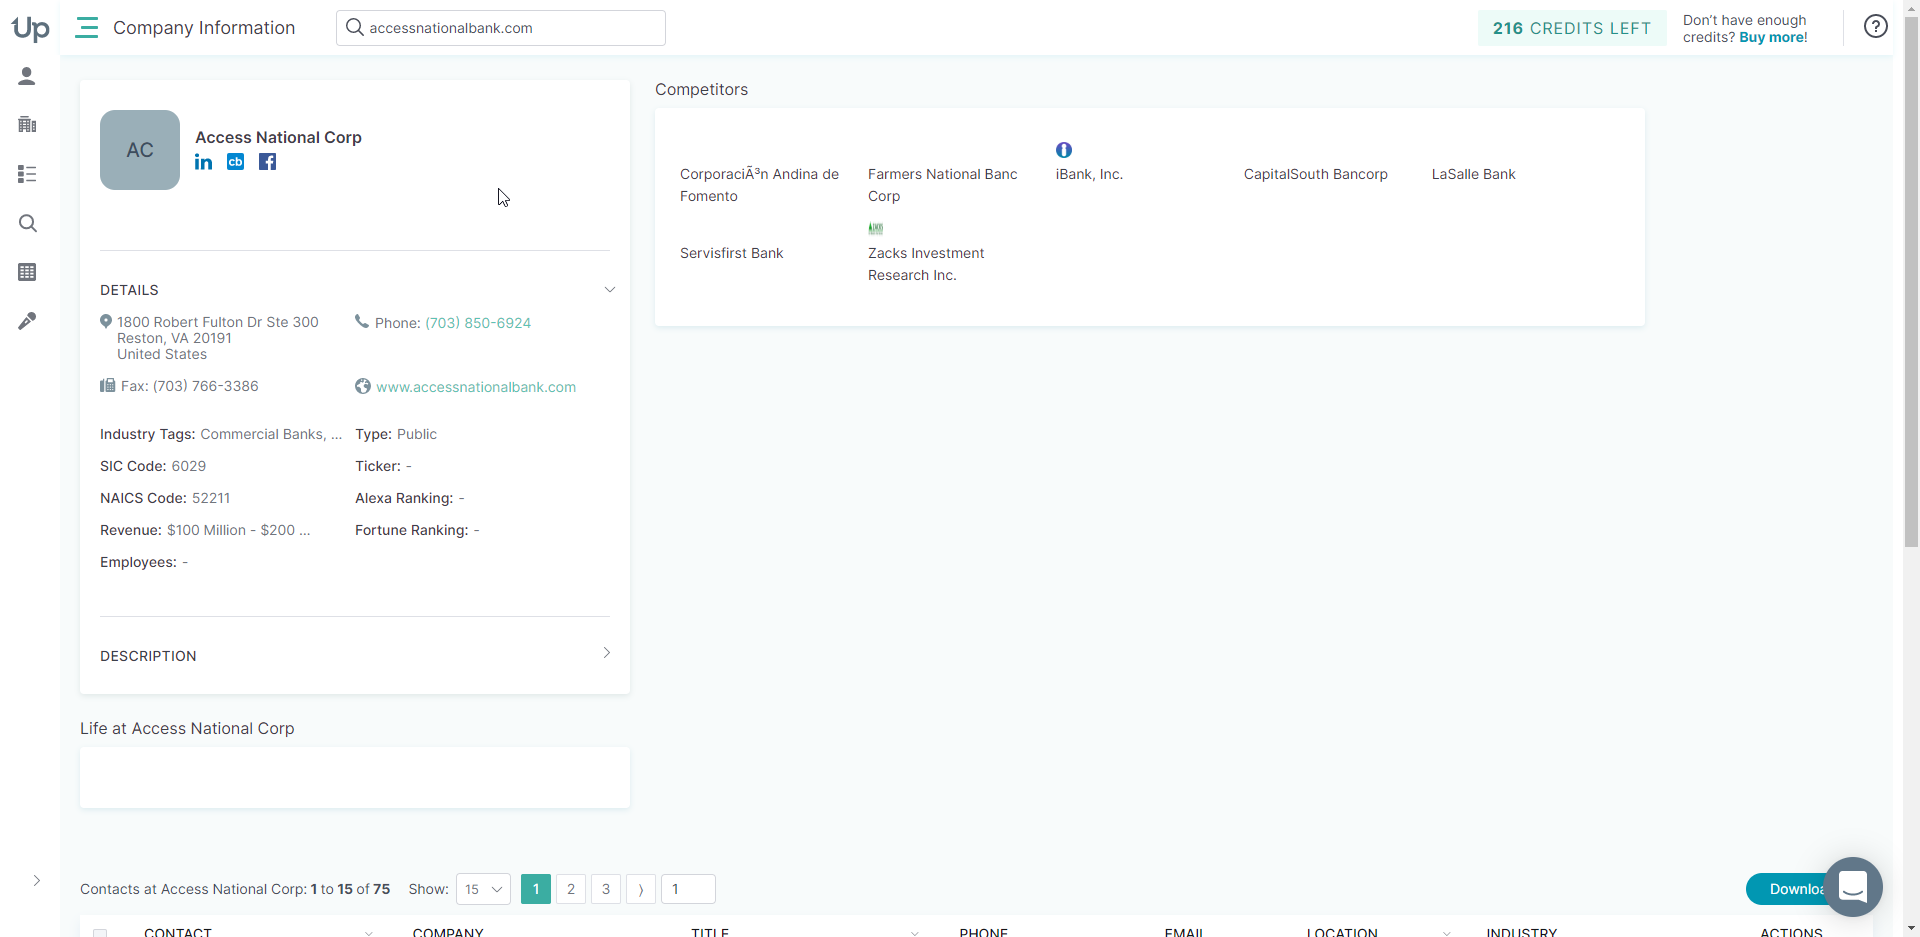 Up
Company Information
accessnationalbank.com
216 CREDITS LEFT
Don't have enough
credits? Buy more!
AC
Access National Corp
in
cb
f
DETAILS
1800 Robert Fulton Dr Ste 300
Reston, VA 20191
United States
Phone: (703) 850-6924
Fax: (703) 766-3386
www.accessnationalbank.com
Industry Tags: Commercial Banks, ...
Type: Public
SIC Code: 6029
Ticker: -
NAICS Code: 52211
Alexa Ranking: -
Revenue: $100 Million - $200 ...
Fortune Ranking: -
Employees: -
DESCRIPTION
Life at Access National Corp
Competitors
CorporaciÃ³n Andina de
Fomento
Farmers National Banc
Corp
iBank, Inc.
CapitalSouth Bancorp
LaSalle Bank
Servisfirst Bank
Zacks Investment
Research Inc.
Contacts at Access National Corp: 1 to 15 of 75
Show: 15
1 2 3 ⟩ 1
Downloa
CONTACT COMPANY TITLE PHONE EMAIL LOCATION INDUSTRY ACTIONS